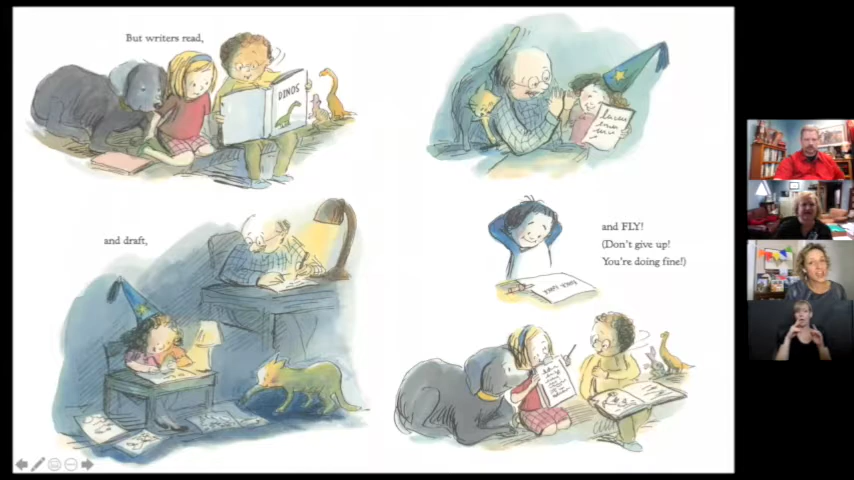 But writers read,
DINOS
and draft,
and FLY!
(Don't give up!
You're doing fine!)